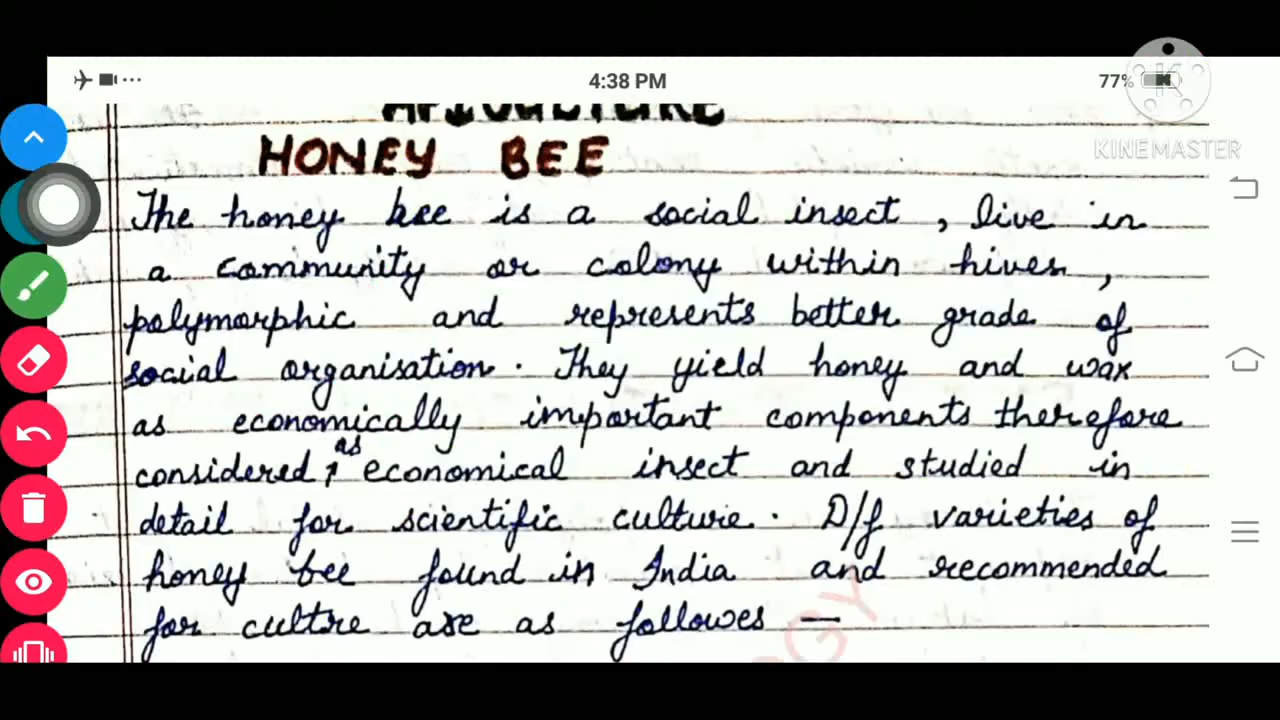 4:38 PM
77%
KINEMASTER
APICULTURE
HONEY BEE
The honey bee is a social insect, live in
a community or colony within hives,
polymorphic and represents better grade of
social organisation. They yield honey and wax
as economically important components therefore
considered as economical insect and studied in
detail for scientific culture. D/f varieties of
honey bee found in India and recommended
for cultre are as followes —